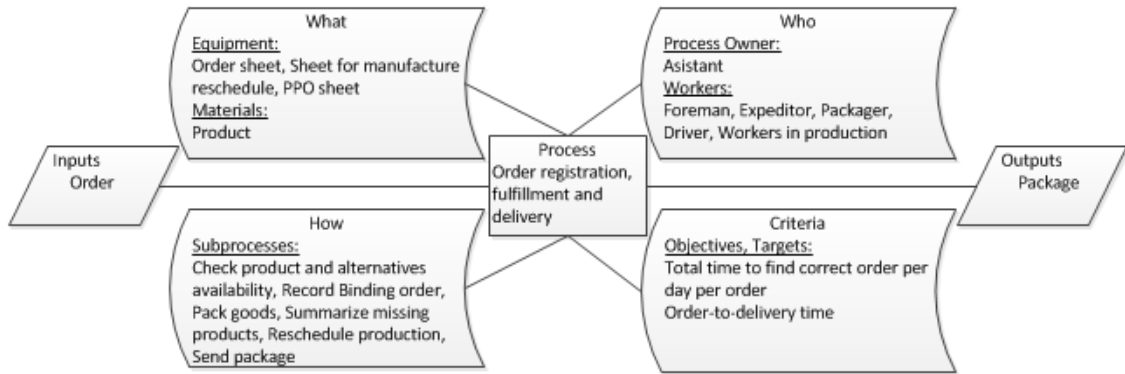 What
Equipment:
Order sheet, Sheet for manufacture
reschedule, PPO sheet
Materials:
Product
Who
Process Owner:
Asistant
Workers:
Foreman, Expeditor, Packager,
Driver, Workers in production
Inputs
Order
Process
Order registration,
fulfillment and
delivery
Outputs
Package
How
Subprocesses:
Check product and alternatives
availability, Record Binding order,
Pack goods, Summarize missing
products, Reschedule production,
Send package
Criteria
Objectives, Targets:
Total time to find correct order per
day per order
Order-to-delivery time